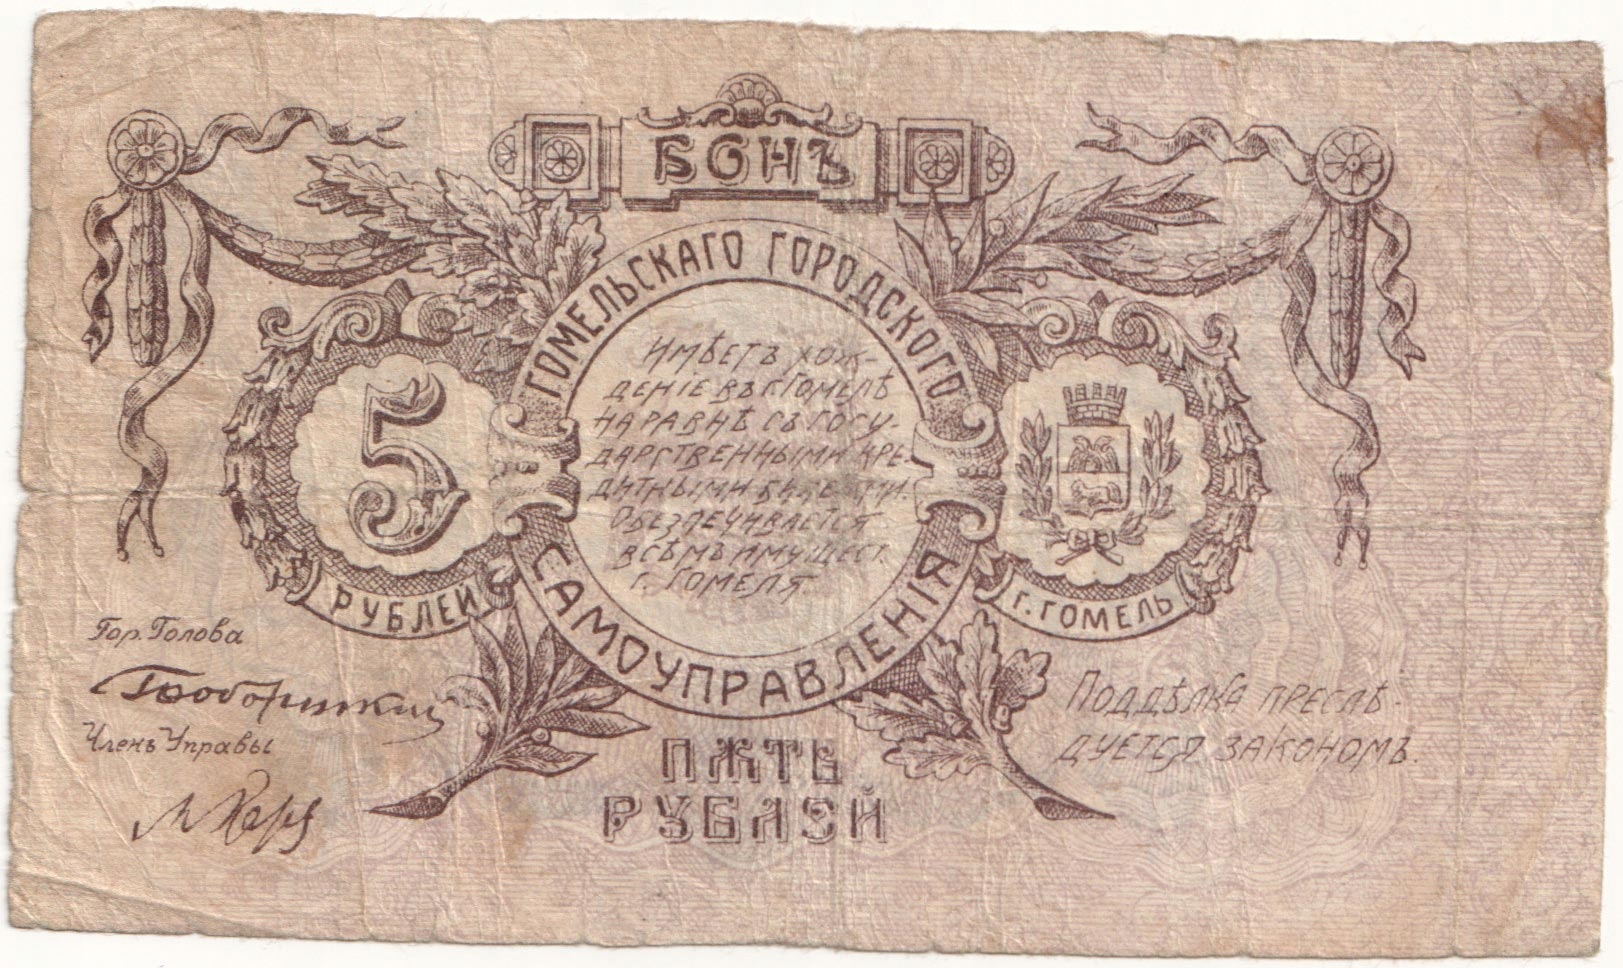 БОНЪ
ГОМЕЛЬСКАГО ГОРОДСКОГО
САМОУПРАВЛЕНІЯ
Имѣетъ хож-
деніе въ г. Гомелѣ
наравнѣ съ госу-
дарственными кре-
дитными билетами.
Обезпечивается
всѣмъ имущест.
г. Гомеля.
5
РУБЛЕЙ
г. ГОМЕЛЬ
Гор. Голова
Членъ Управы
ПЯТЬ
РУБЛЕЙ
Поддѣлка преслѣ-
дуется закономъ.